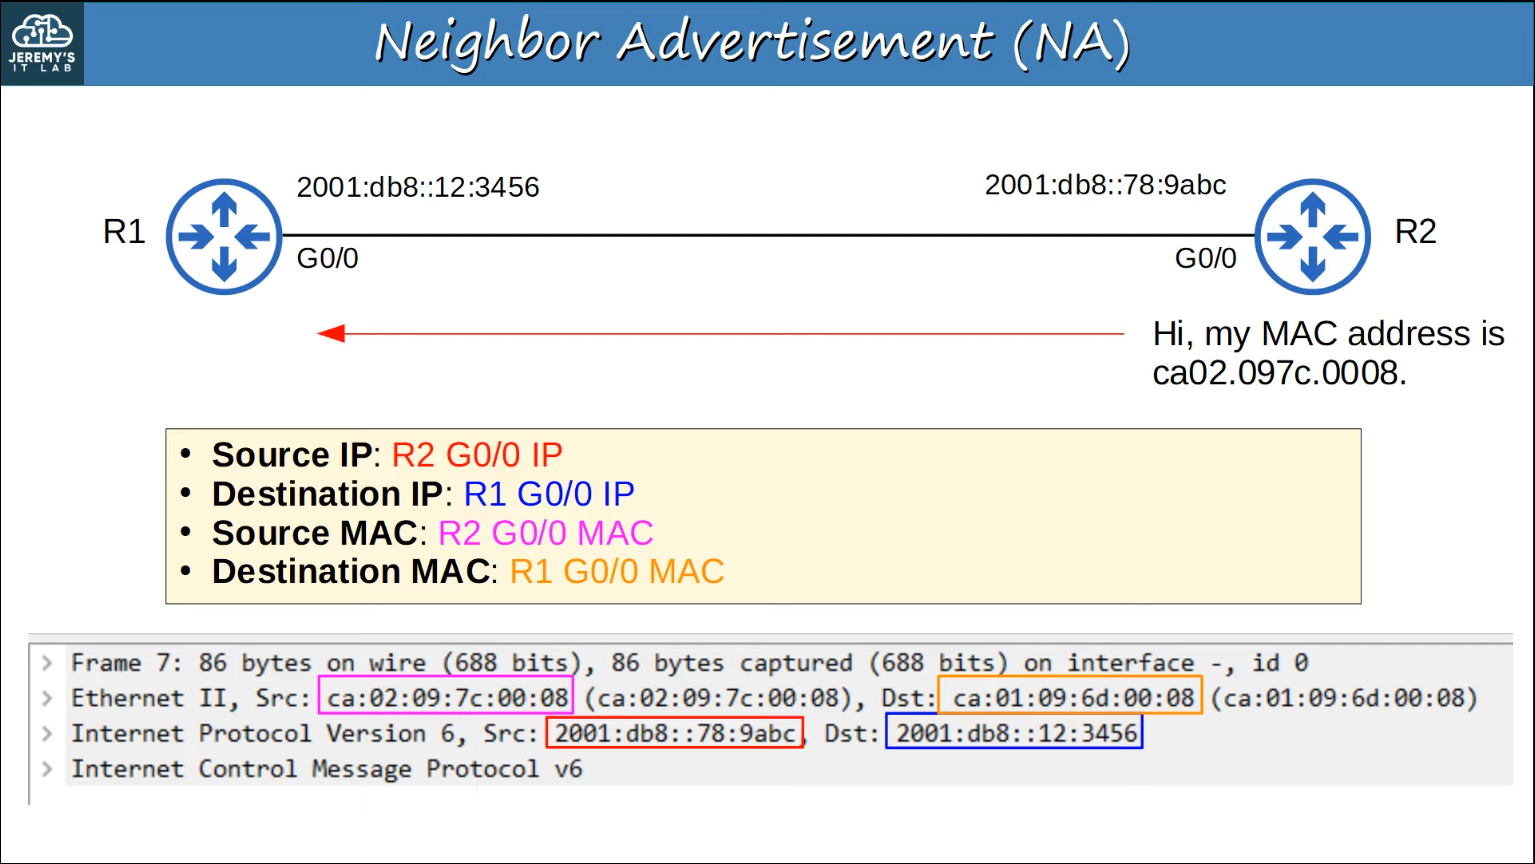 JEREMY'S
IT LAB
Neighbor Advertisement (NA)
2001:db8::12:3456
2001:db8::78:9abc
R1
R2
G0/0
G0/0
Hi, my MAC address is
ca02.097c.0008.
• Source IP: R2 G0/0 IP
• Destination IP: R1 G0/0 IP
• Source MAC: R2 G0/0 MAC
• Destination MAC: R1 G0/0 MAC
> Frame 7: 86 bytes on wire (688 bits), 86 bytes captured (688 bits) on interface -, id 0
> Ethernet II, Src: ca:02:09:7c:00:08 (ca:02:09:7c:00:08), Dst: ca:01:09:6d:00:08 (ca:01:09:6d:00:08)
> Internet Protocol Version 6, Src: 2001:db8::78:9abc, Dst: 2001:db8::12:3456
> Internet Control Message Protocol v6